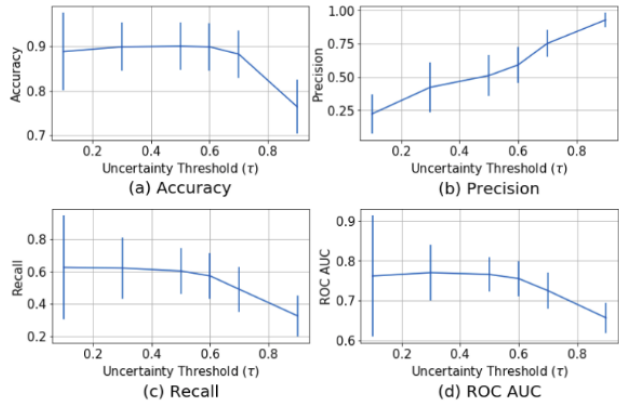 Accuracy
0.9
0.8
0.7
0.2
0.4
0.6
0.8
Uncertainty Threshold (τ)
(a) Accuracy
Precision
1.00
0.75
0.50
0.25
0.2
0.4
0.6
0.8
Uncertainty Threshold (τ)
(b) Precision
Recall
0.8
0.6
0.4
0.2
0.2
0.4
0.6
0.8
Uncertainty Threshold (τ)
(c) Recall
ROC AUC
0.9
0.8
0.7
0.6
0.2
0.4
0.6
0.8
Uncertainty Threshold (τ)
(d) ROC AUC